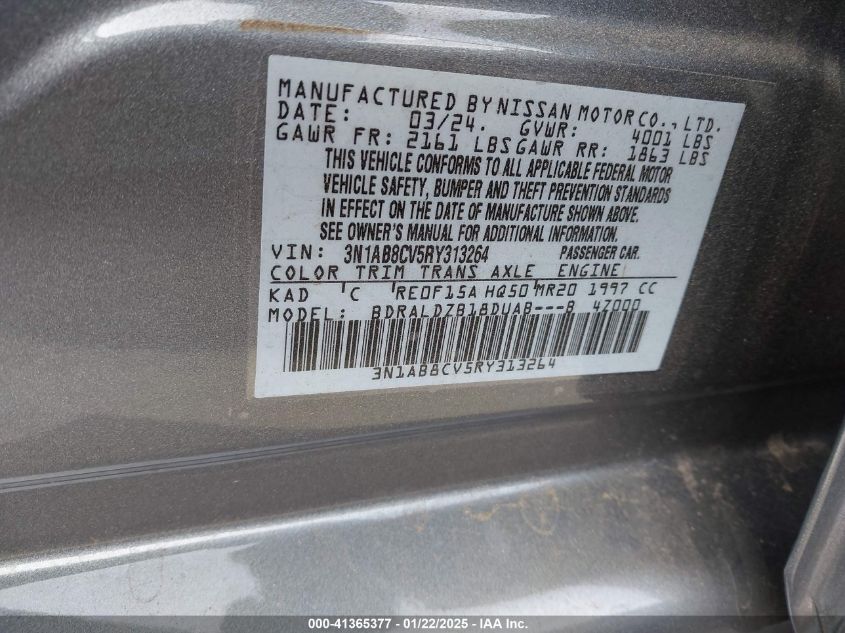 MANUFACTURED BY NISSAN MOTOR CO., LTD.
DATE: 03/24. GVWR: 4001 LBS
GAWR FR: 2161 LBS GAWR RR: 1863 LBS
THIS VEHICLE CONFORMS TO ALL APPLICABLE FEDERAL MOTOR
VEHICLE SAFETY, BUMPER AND THEFT PREVENTION STANDARDS
IN EFFECT ON THE DATE OF MANUFACTURE SHOWN ABOVE.
SEE OWNER'S MANUAL FOR ADDITIONAL INFORMATION.
VIN: 3N1AB8CV5RY313264 PASSENGER CAR.
COLOR TRIM TRANS AXLE ENGINE
KAD C RE0F15A HQ50 MR20 1997 CC
MODEL: BDRALDZB18DUAB---B 4Z000
3N1AB8CV5RY313264
000-41365377 - 01/22/2025 - IAA Inc.